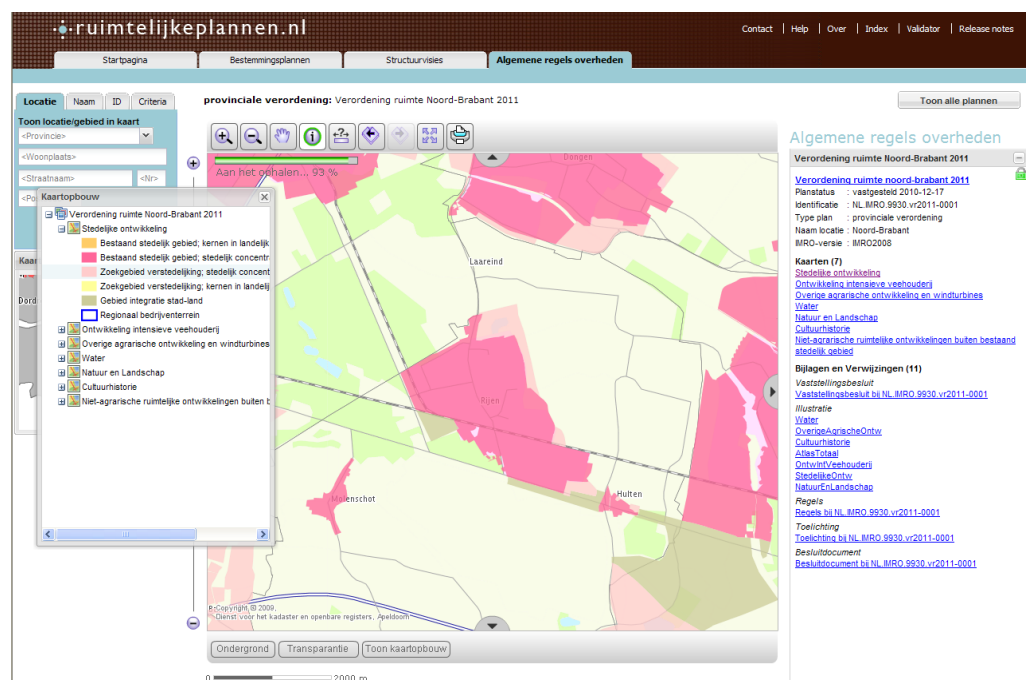 ruimtelijkeplannen.nl
Contact | Help | Over | Index | Validator | Release notes
Startpagina
Bestemmingsplannen
Structuurvisies
Algemene regels overheden
Locatie
Naam
ID
Criteria
Toon locatie/gebied in kaart
<Provincie>
<Woonplaats>
<Straatnaam>
<Nr>
provinciale verordening: Verordening ruimte Noord-Brabant 2011
Toon alle plannen
Aan het ophalen... 93 %
Kaartopbouw
Verordening ruimte Noord-Brabant 2011
Stedelijke ontwikkeling
Bestaand stedelijk gebied; kernen in landelijk
Bestaand stedelijk gebied; stedelijk concentr
Zoekgebied verstedelijking; stedelijk concent
Zoekgebied verstedelijking; kernen in landelij
Gebied integratie stad-land
Regionaal bedrijventerrein
Ontwikkeling intensieve veehouderij
Overige agrarische ontwikkeling en windturbines
Water
Natuur en Landschap
Cultuurhistorie
Niet-agrarische ruimtelijke ontwikkelingen buiten b
Dongen
Laareind
Rijen
Molenschot
Hulten
© Copyright © 2009,
Dienst voor het kadaster en openbare registers, Apeldoorn
Ondergrond
Transparantie
Toon kaartopbouw
0
2000 m
Algemene regels overheden
Verordening ruimte Noord-Brabant 2011
Verordening ruimte noord-brabant 2011
Planstatus : vastgesteld 2010-12-17
Identificatie : NL.IMRO.9930.vr2011-0001
Type plan : provinciale verordening
Naam locatie : Noord-Brabant
IMRO-versie : IMRO2008
Kaarten (7)
Stedelijke ontwikkeling
Ontwikkeling intensieve veehouderij
Overige agrarische ontwikkeling en windturbines
Water
Natuur en Landschap
Cultuurhistorie
Niet-agrarische ruimtelijke ontwikkelingen buiten bestaand
stedelijk gebied
Bijlagen en Verwijzingen (11)
Vaststellingsbesluit
Vaststellingsbesluit bij NL.IMRO.9930.vr2011-0001
Illustratie
Water
OverigeAgrischeOntw
Cultuurhistorie
AtlasTotaal
OntwIntVeehouderij
StedelijkeOntw
NatuurEnLandschap
Regels
Regels bij NL.IMRO.9930.vr2011-0001
Toelichting
Toelichting bij NL.IMRO.9930.vr2011-0001
Besluitdocument
Besluitdocument bij NL.IMRO.9930.vr2011-0001